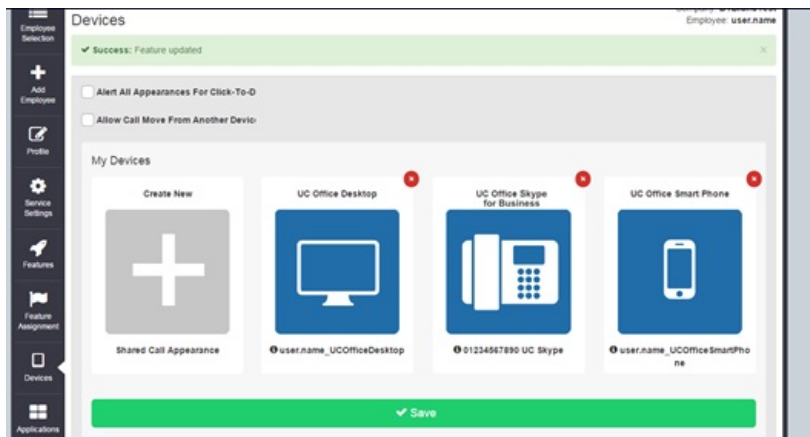 Employee
Selection
Add
Employee
Profile
Service
Settings
Features
Feature
Assignment
Devices
Applications
Devices
Employee: user.name
Success: Feature updated
Alert All Appearances For Click-To-D
Allow Call Move From Another Devic
My Devices
Create New
Shared Call Appearance
UC Office Desktop
user.name_UCOfficeDesktop
UC Office Skype
for Business
01234567890 UC Skype
UC Office Smart Phone
user.name_UCOfficeSmartPho
ne
Save